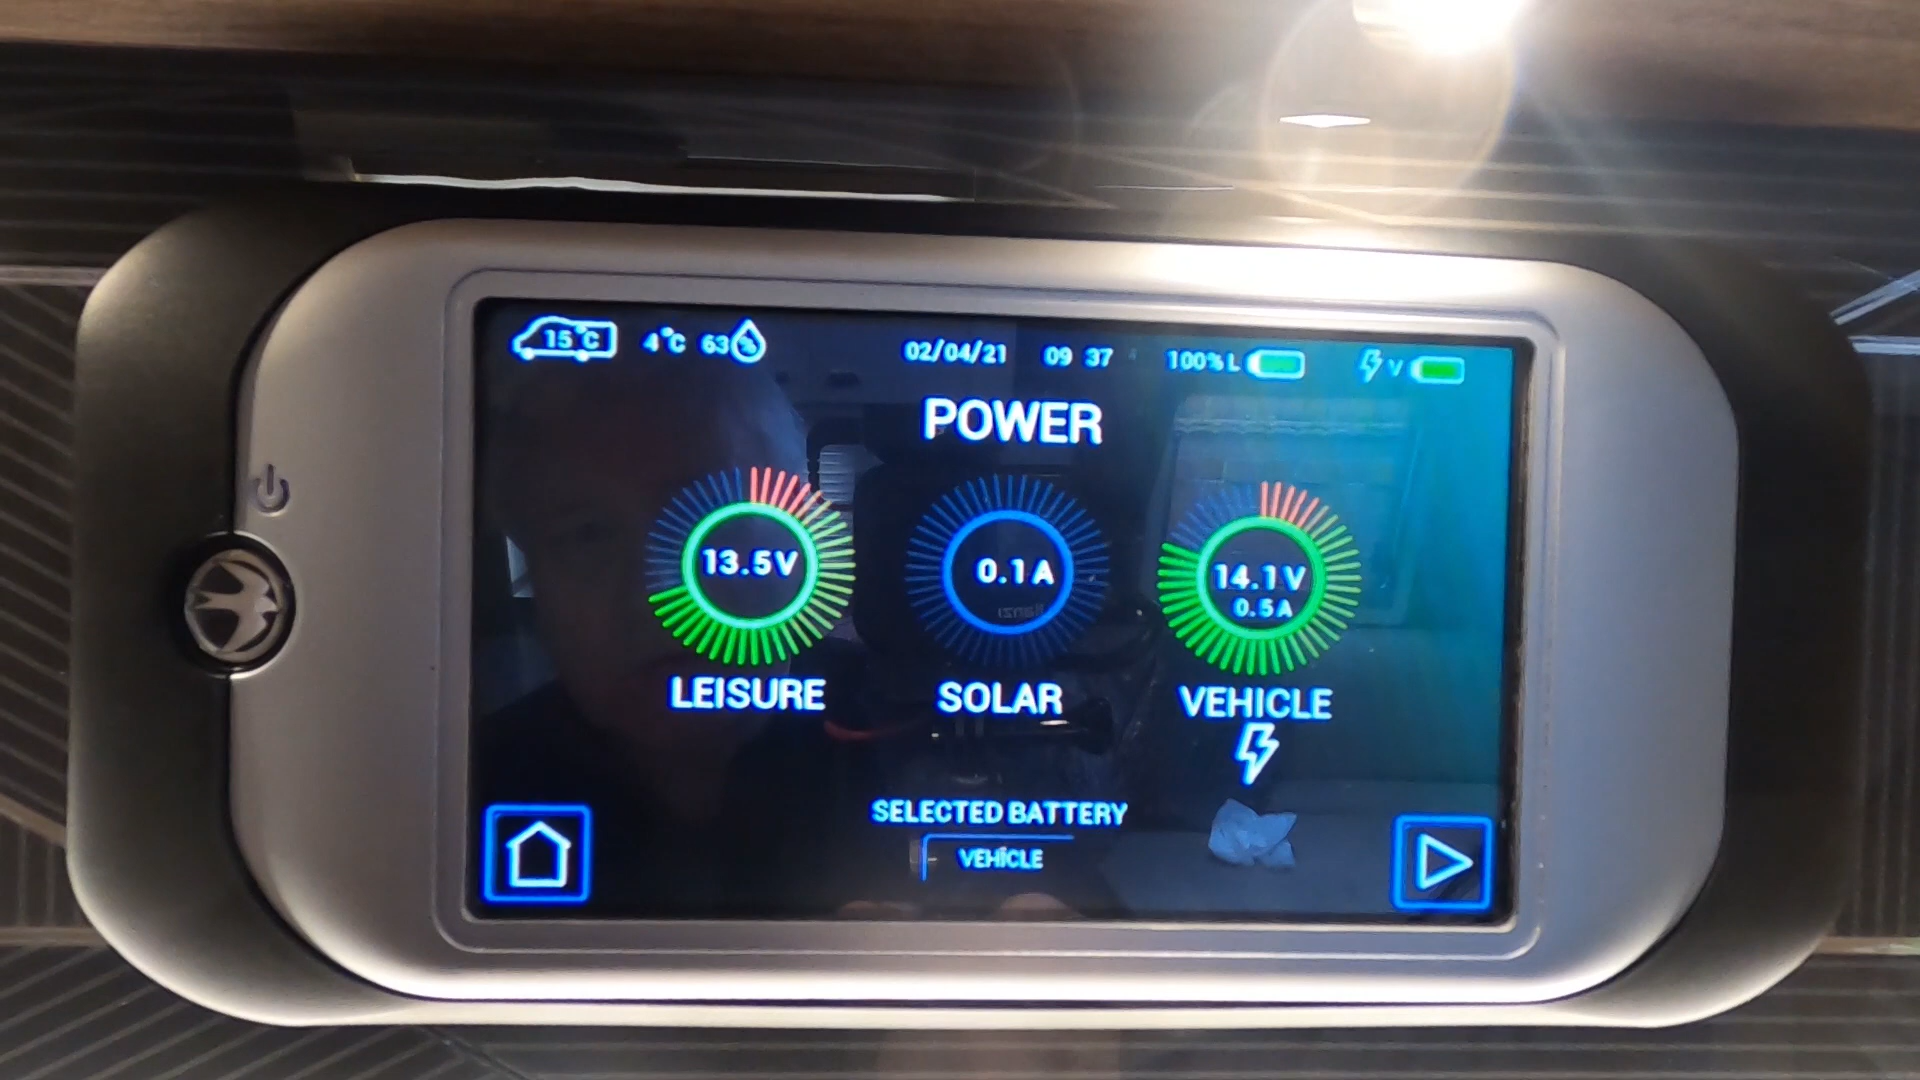 15°C 4°C 63% 02/04/21 09 37 100% L V
POWER
13.5V 0.1A 14.1V
0.5A
LEISURE SOLAR VEHICLE
SELECTED BATTERY
VEHICLE